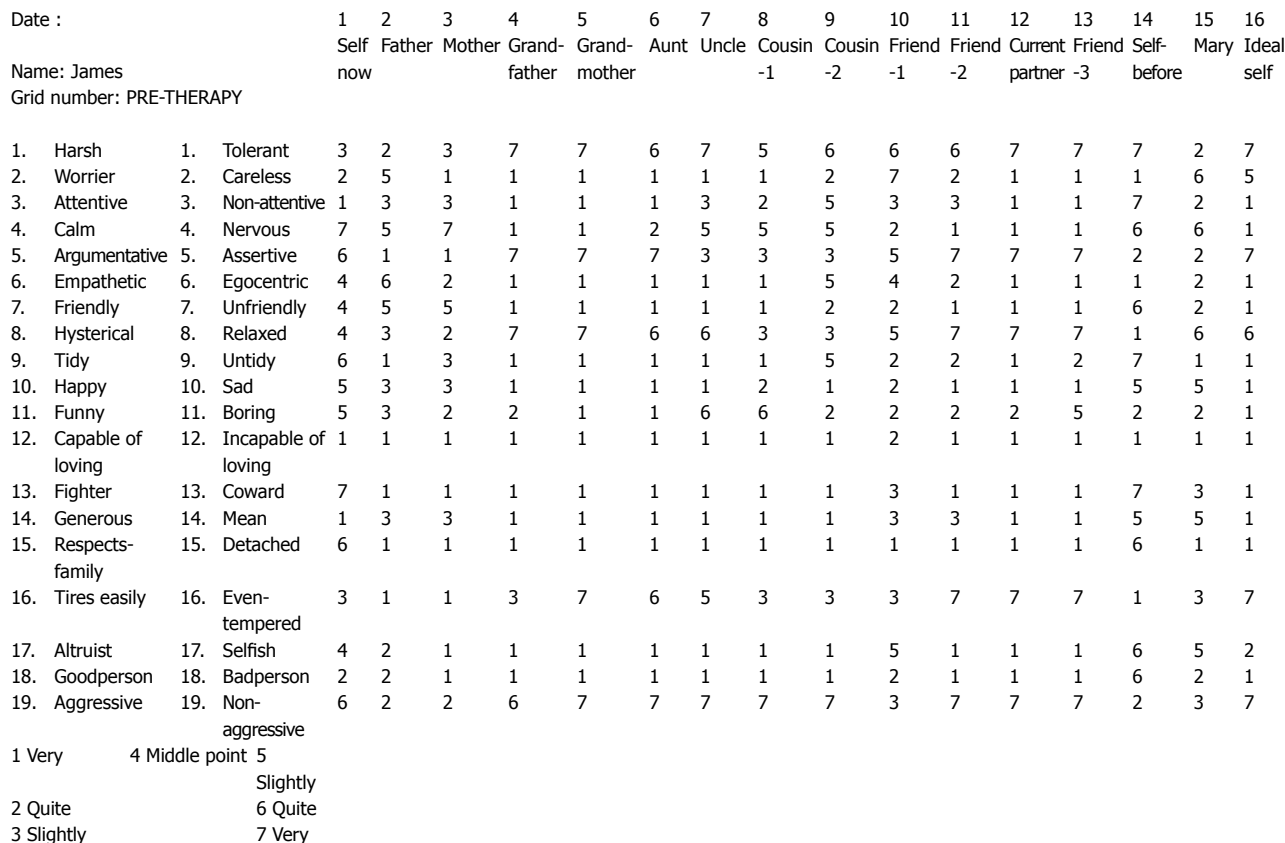 Date : 1 2 3 4 5 6 7 8 9 10 11 12 13 14 15 16
Self Father Mother Grand- Grand- Aunt Uncle Cousin Cousin Friend Friend Current Friend Self- Mary Ideal
Name: James now father mother -1 -2 -1 -2 partner -3 before self
Grid number: PRE-THERAPY
1. Harsh 1. Tolerant 3 2 3 7 7 6 7 5 6 6 6 7 7 7 2 7
2. Worrier 2. Careless 2 5 1 1 1 1 1 1 2 7 2 1 1 1 6 5
3. Attentive 3. Non-attentive 1 3 3 1 1 1 3 2 5 3 3 1 1 7 2 1
4. Calm 4. Nervous 7 5 7 1 1 2 5 5 5 2 1 1 1 6 6 1
5. Argumentative 5. Assertive 6 1 1 7 7 7 3 3 3 5 7 7 7 2 2 7
6. Empathetic 6. Egocentric 4 6 2 1 1 1 1 1 5 4 2 1 1 1 2 1
7. Friendly 7. Unfriendly 4 5 5 1 1 1 1 1 2 2 1 1 1 6 2 1
8. Hysterical 8. Relaxed 4 3 2 7 7 6 6 3 3 5 7 7 7 1 6 6
9. Tidy 9. Untidy 6 1 3 1 1 1 1 1 5 2 2 1 2 7 1 1
10. Happy 10. Sad 5 3 3 1 1 1 1 2 1 2 1 1 1 5 5 1
11. Funny 11. Boring 5 3 2 2 1 1 6 6 2 2 2 2 5 2 2 1
12. Capable of 12. Incapable of 1 1 1 1 1 1 1 1 1 2 1 1 1 1 1 1
loving loving
13. Fighter 13. Coward 7 1 1 1 1 1 1 1 1 3 1 1 1 7 3 1
14. Generous 14. Mean 1 3 3 1 1 1 1 1 1 3 3 1 1 5 5 1
15. Respects- 15. Detached 6 1 1 1 1 1 1 1 1 1 1 1 1 6 1 1
family
16. Tires easily 16. Even- 3 1 1 3 7 6 5 3 3 3 7 7 7 1 3 7
tempered
17. Altruist 17. Selfish 4 2 1 1 1 1 1 1 1 5 1 1 1 6 5 2
18. Goodperson 18. Badperson 2 2 1 1 1 1 1 1 1 2 1 1 1 6 2 1
19. Aggressive 19. Non- 6 2 2 6 7 7 7 7 7 3 7 7 7 2 3 7
aggressive
1 Very 4 Middle point 5
Slightly
2 Quite 6 Quite
3 Slightly 7 Very